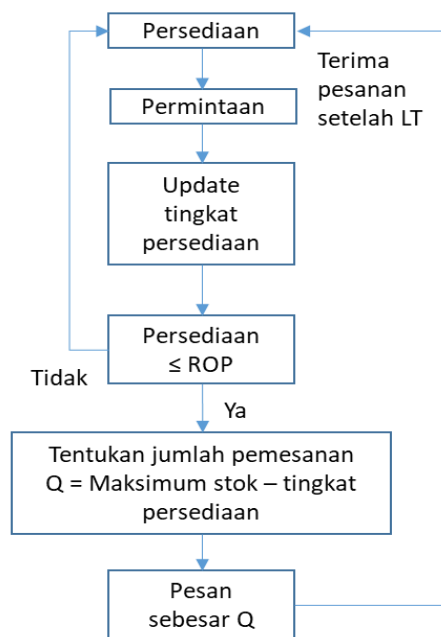 Persediaan
Terima
pesanan
setelah LT
Permintaan
Update
tingkat
persediaan
Persediaan
≤ ROP
Tidak
Ya
Tentukan jumlah pemesanan
Q = Maksimum stok – tingkat
persediaan
Pesan
sebesar Q